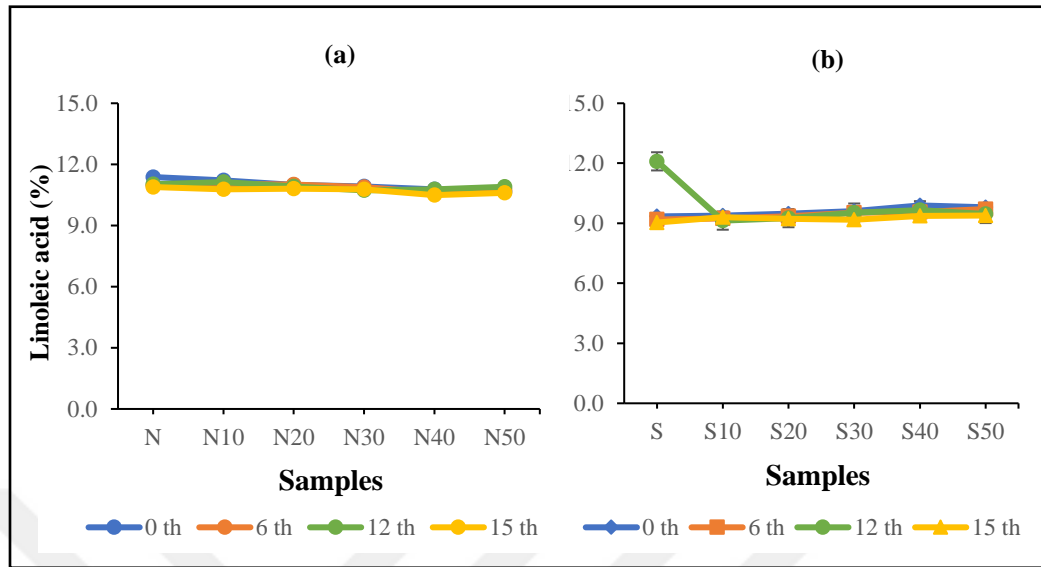 (a)
(b)
Linoleic acid (%)
15.0
12.0
9.0
6.0
3.0
0.0
N N10 N20 N30 N40 N50
Samples
0 th 6 th 12 th 15 th
15.0
12.0
9.0
6.0
3.0
0.0
S S10 S20 S30 S40 S50
Samples
0 th 6 th 12 th 15 th